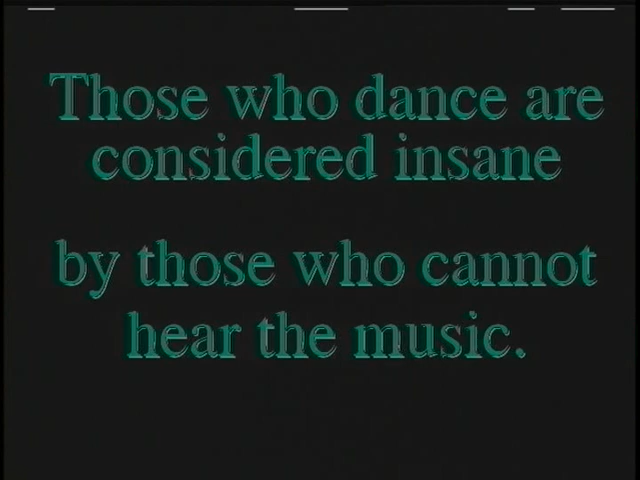 Those who dance are
considered insane
by those who cannot
hear the music.